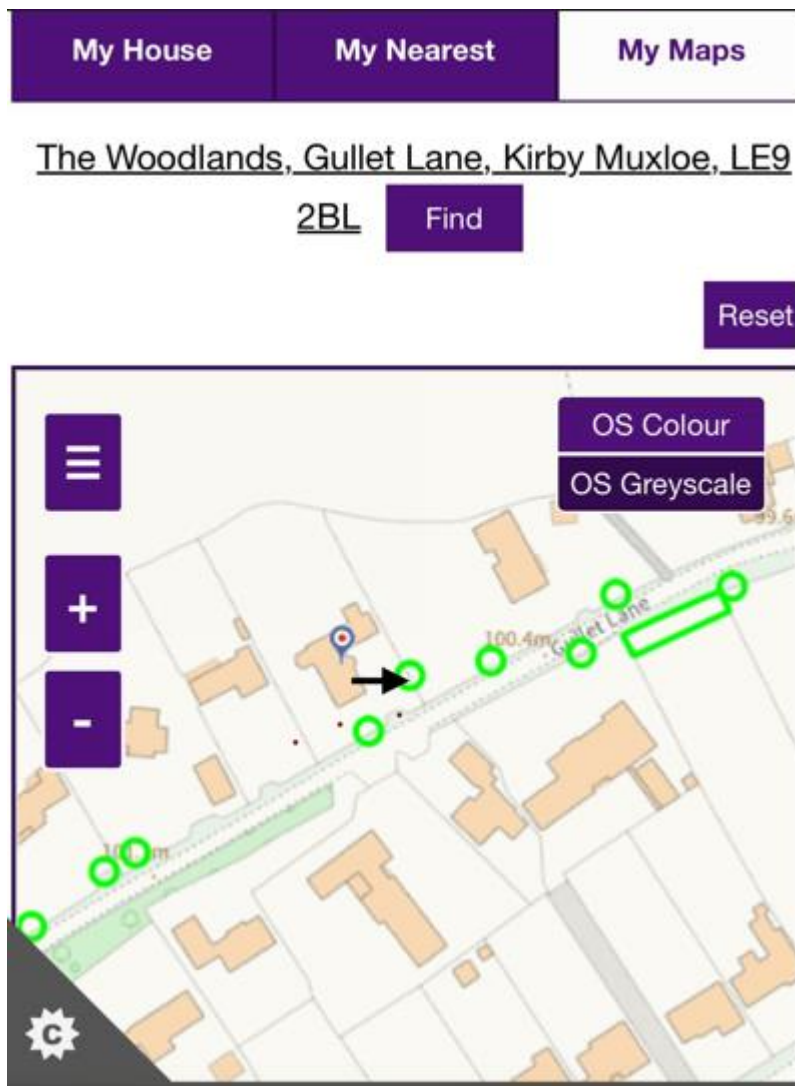 My House
My Nearest
My Maps
The Woodlands, Gullet Lane, Kirby Muxloe, LE9
2BL
Find
Reset
OS Colour
OS Greyscale
+
-
100.4m
Gullet Lane
C